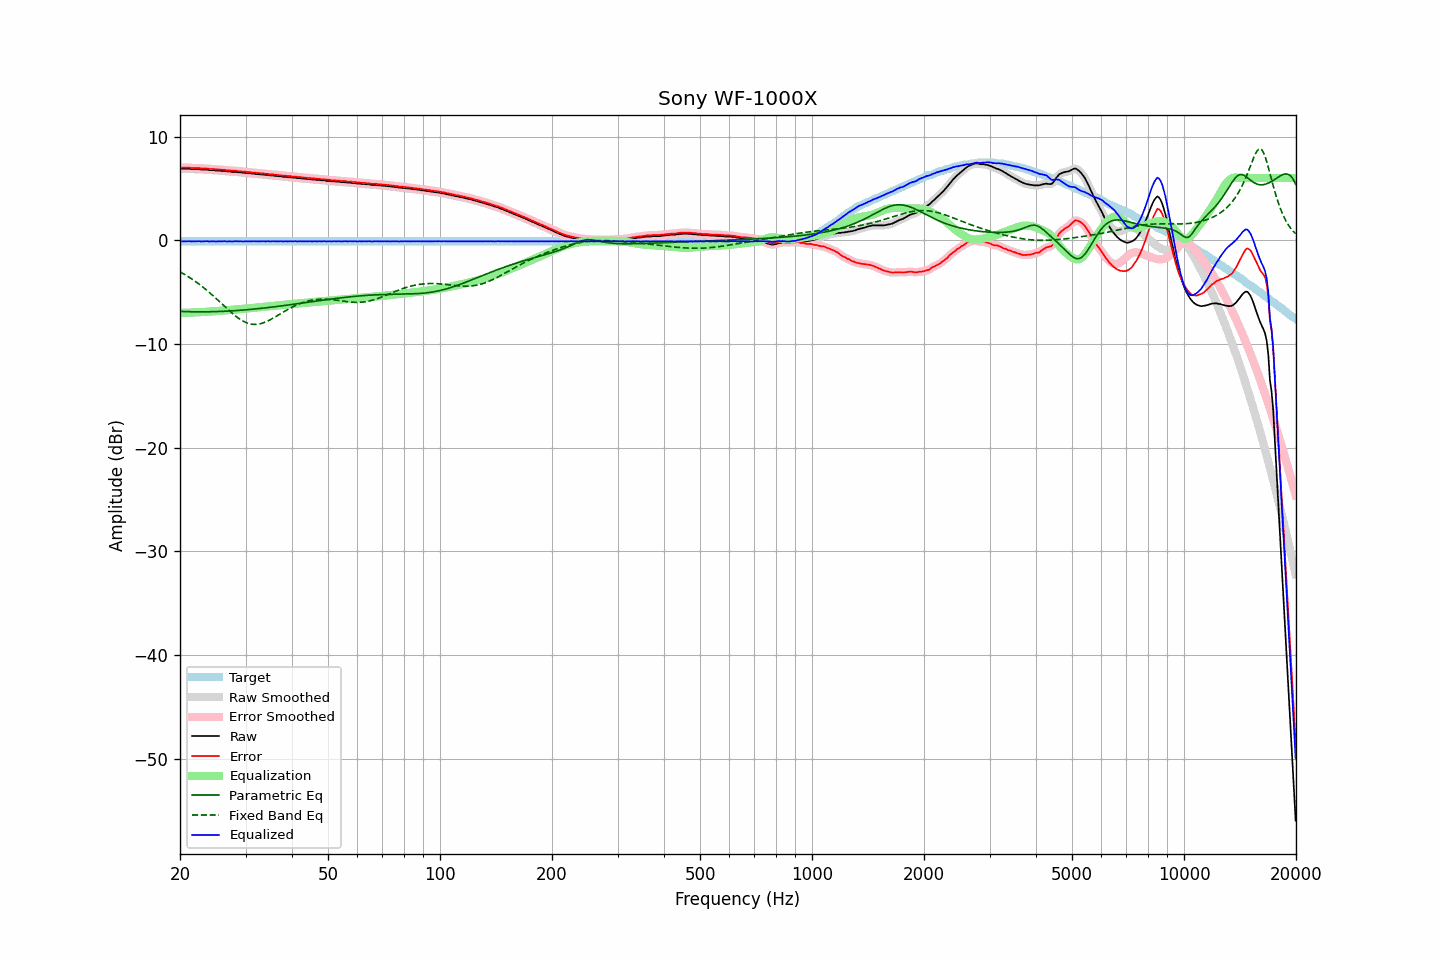 Sony WF-1000X
Amplitude (dBr)
10
0
−10
−20
−30
−40
−50
Target
Raw Smoothed
Error Smoothed
Raw
Error
Equalization
Parametric Eq
Fixed Band Eq
Equalized
20 50 100 200 500 1000 2000 5000 10000 20000
Frequency (Hz)